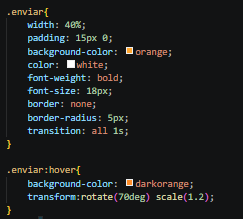 .enviar{
width: 40%;
padding: 15px 0;
background-color: orange;
color: white;
font-weight: bold;
font-size: 18px;
border: none;
border-radius: 5px;
transition: all 1s;
}
.enviar:hover{
background-color: darkorange;
transform:rotate(70deg) scale(1.2);
}